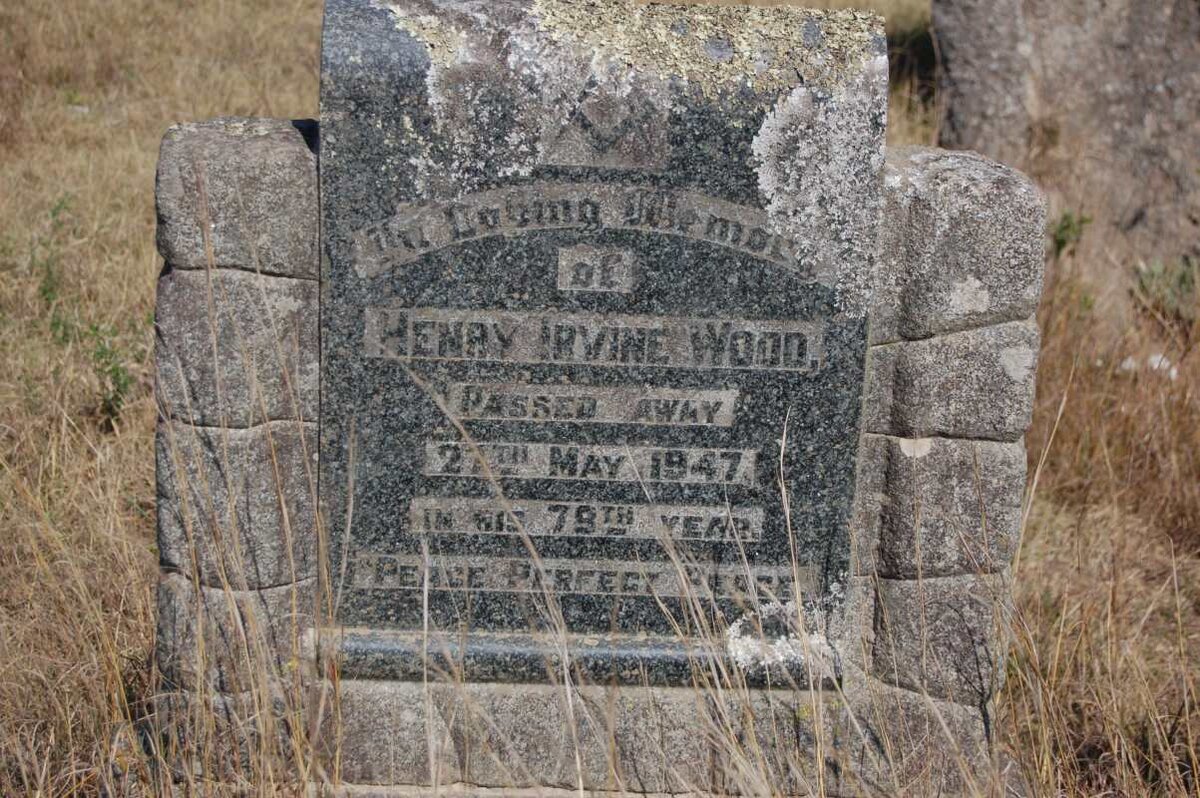 In Loving Memory
of
HENRY IRVINE WOOD.
PASSED AWAY
27TH MAY 1947.
IN HIS 79TH YEAR.
PEACE PERFECT PEACE